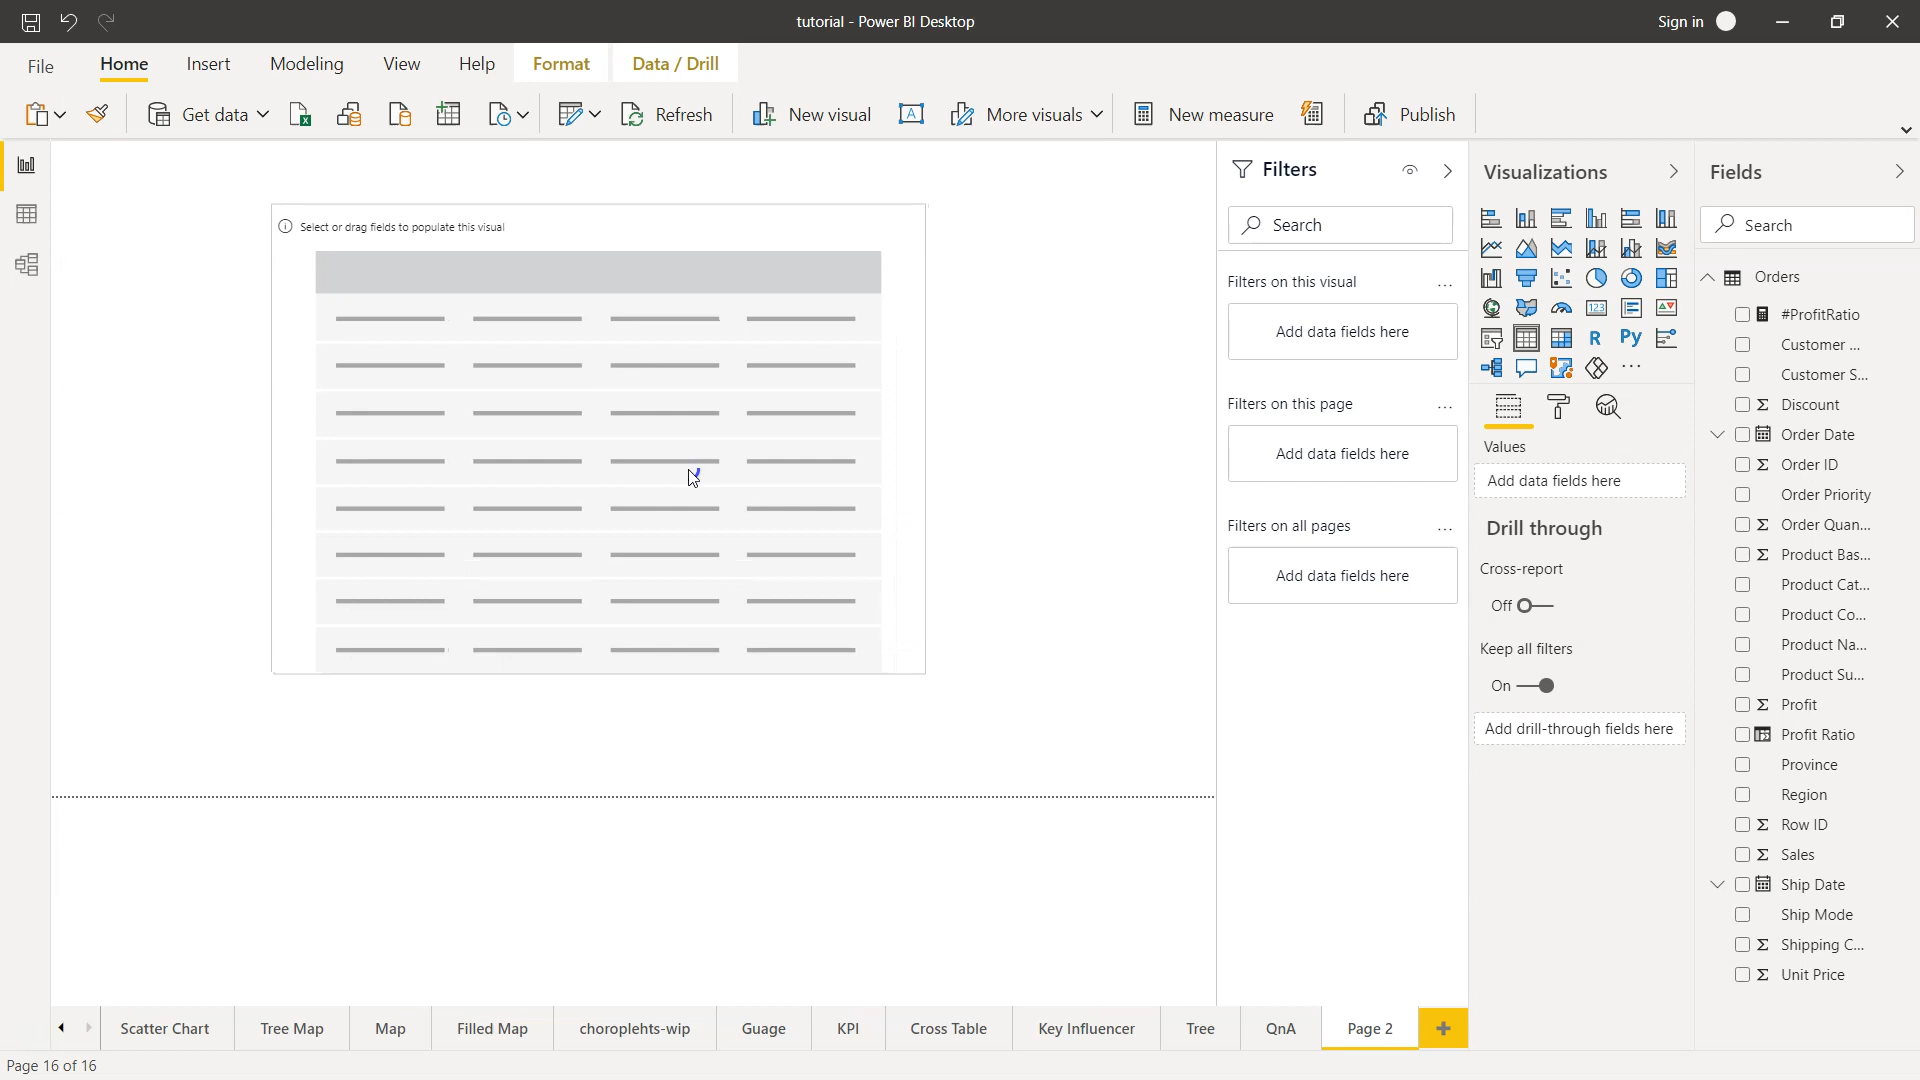 tutorial - Power BI Desktop
Sign in
File Home Insert Modeling View Help Format Data / Drill
Get data Refresh New visual More visuals New measure Publish
Select or drag fields to populate this visual
Filters
Search
Filters on this visual ...
Add data fields here
Filters on this page ...
Add data fields here
Filters on all pages ...
Add data fields here
Visualizations
123
R Py
...
Values
Add data fields here
Drill through
Cross-report
Off
Keep all filters
On
Add drill-through fields here
Fields
Search
Orders
#ProfitRatio
Customer ...
Customer S...
Σ Discount
Order Date
Σ Order ID
Order Priority
Σ Order Quan...
Σ Product Bas...
Product Cat...
Product Co...
Product Na...
Product Su...
Σ Profit
Profit Ratio
Province
Region
Σ Row ID
Σ Sales
Ship Date
Ship Mode
Σ Shipping C...
Σ Unit Price
Scatter Chart Tree Map Map Filled Map choroplehts-wip Guage KPI Cross Table Key Influencer Tree QnA Page 2 +
Page 16 of 16